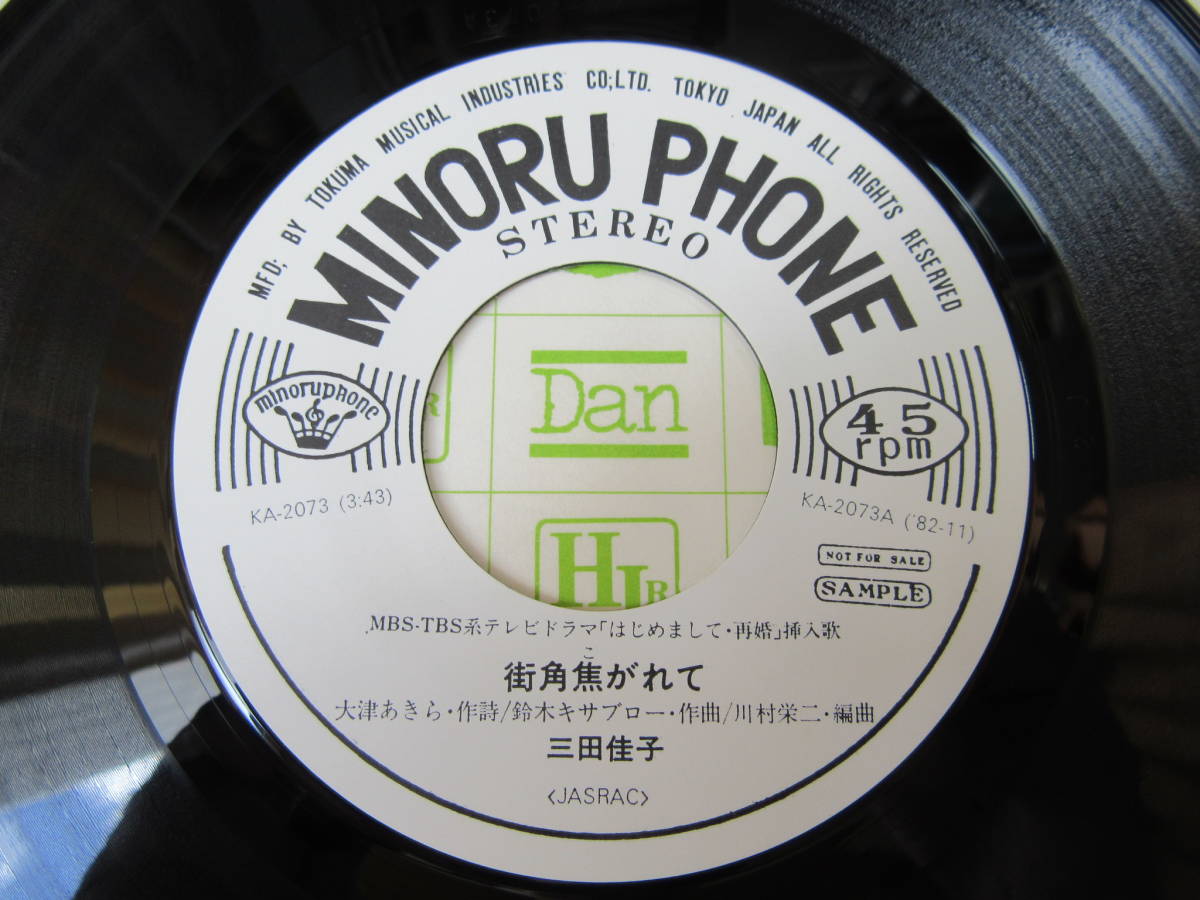 MFD; BY TOKUMA MUSICAL INDUSTRIES CO;LTD. TOKYO JAPAN ALL RIGHTS RESERVED
MINORU PHONE
STEREO
minoruphone
Dan
45
rpm
KA-2073 (3:43)
KA-2073A ('82-11)
NOT FOR SALE
SAMPLE
HI
R
MBS-TBS系テレビドラマ「はじめまして・再婚」挿入歌
こ
街角焦がれて
大津あきら・作詩/鈴木キサブロー・作曲/川村栄二・編曲
三田佳子
〈JASRAC〉